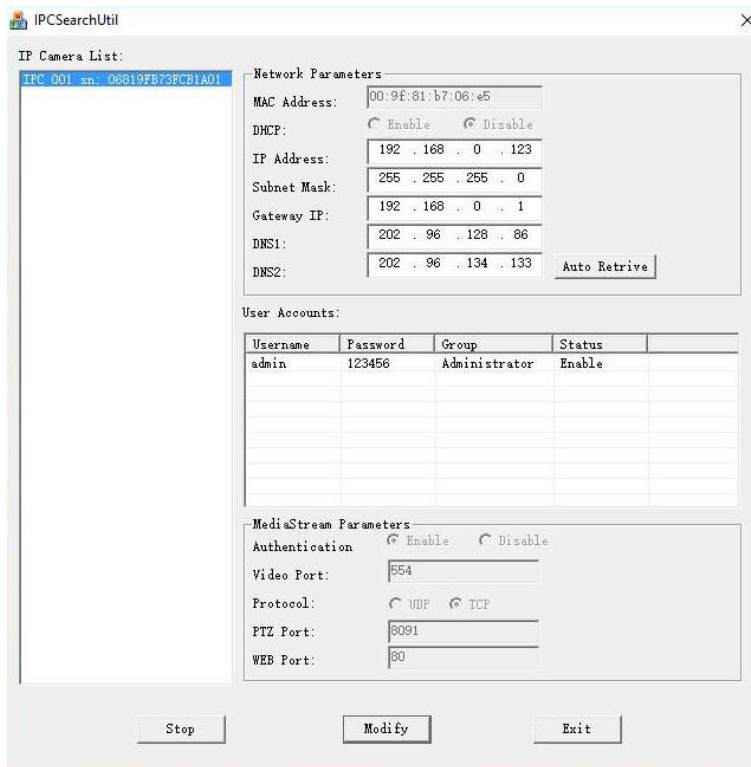 IPCSearchUtil
IP Camera List:
IPC 001 sn: 06819FB73FCB1A01
Network Parameters
MAC Address: 00:9f:81:b7:06:e5
DHCP: Enable Disable
IP Address: 192 . 168 . 0 . 123
Subnet Mask: 255 . 255 . 255 . 0
Gateway IP: 192 . 168 . 0 . 1
DNS1: 202 . 96 . 128 . 86
DNS2: 202 . 96 . 134 . 133 Auto Retrive
User Accounts:
Username Password Group Status
admin 123456 Administrator Enable
MediaStream Parameters
Authentication Enable Disable
Video Port: 554
Protocol: UDP TCP
PTZ Port: 8091
WEB Port: 80
Stop Modify Exit